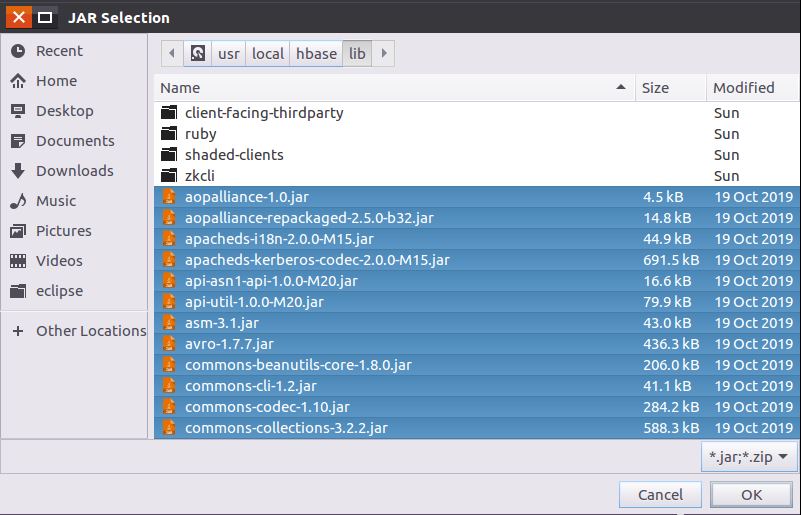 JAR Selection
Recent
Home
Desktop
Documents
Downloads
Music
Pictures
Videos
eclipse
Other Locations
usr local hbase lib
Name Size Modified
client-facing-thirdparty Sun
ruby Sun
shaded-clients Sun
zkcli Sun
aopalliance-1.0.jar 4.5 kB 19 Oct 2019
aopalliance-repackaged-2.5.0-b32.jar 14.8 kB 19 Oct 2019
apacheds-i18n-2.0.0-M15.jar 44.9 kB 19 Oct 2019
apacheds-kerberos-codec-2.0.0-M15.jar 691.5 kB 19 Oct 2019
api-asn1-api-1.0.0-M20.jar 16.6 kB 19 Oct 2019
api-util-1.0.0-M20.jar 79.9 kB 19 Oct 2019
asm-3.1.jar 43.0 kB 19 Oct 2019
avro-1.7.7.jar 436.3 kB 19 Oct 2019
commons-beanutils-core-1.8.0.jar 206.0 kB 19 Oct 2019
commons-cli-1.2.jar 41.1 kB 19 Oct 2019
commons-codec-1.10.jar 284.2 kB 19 Oct 2019
commons-collections-3.2.2.jar 588.3 kB 19 Oct 2019
*.jar;*.zip
Cancel OK